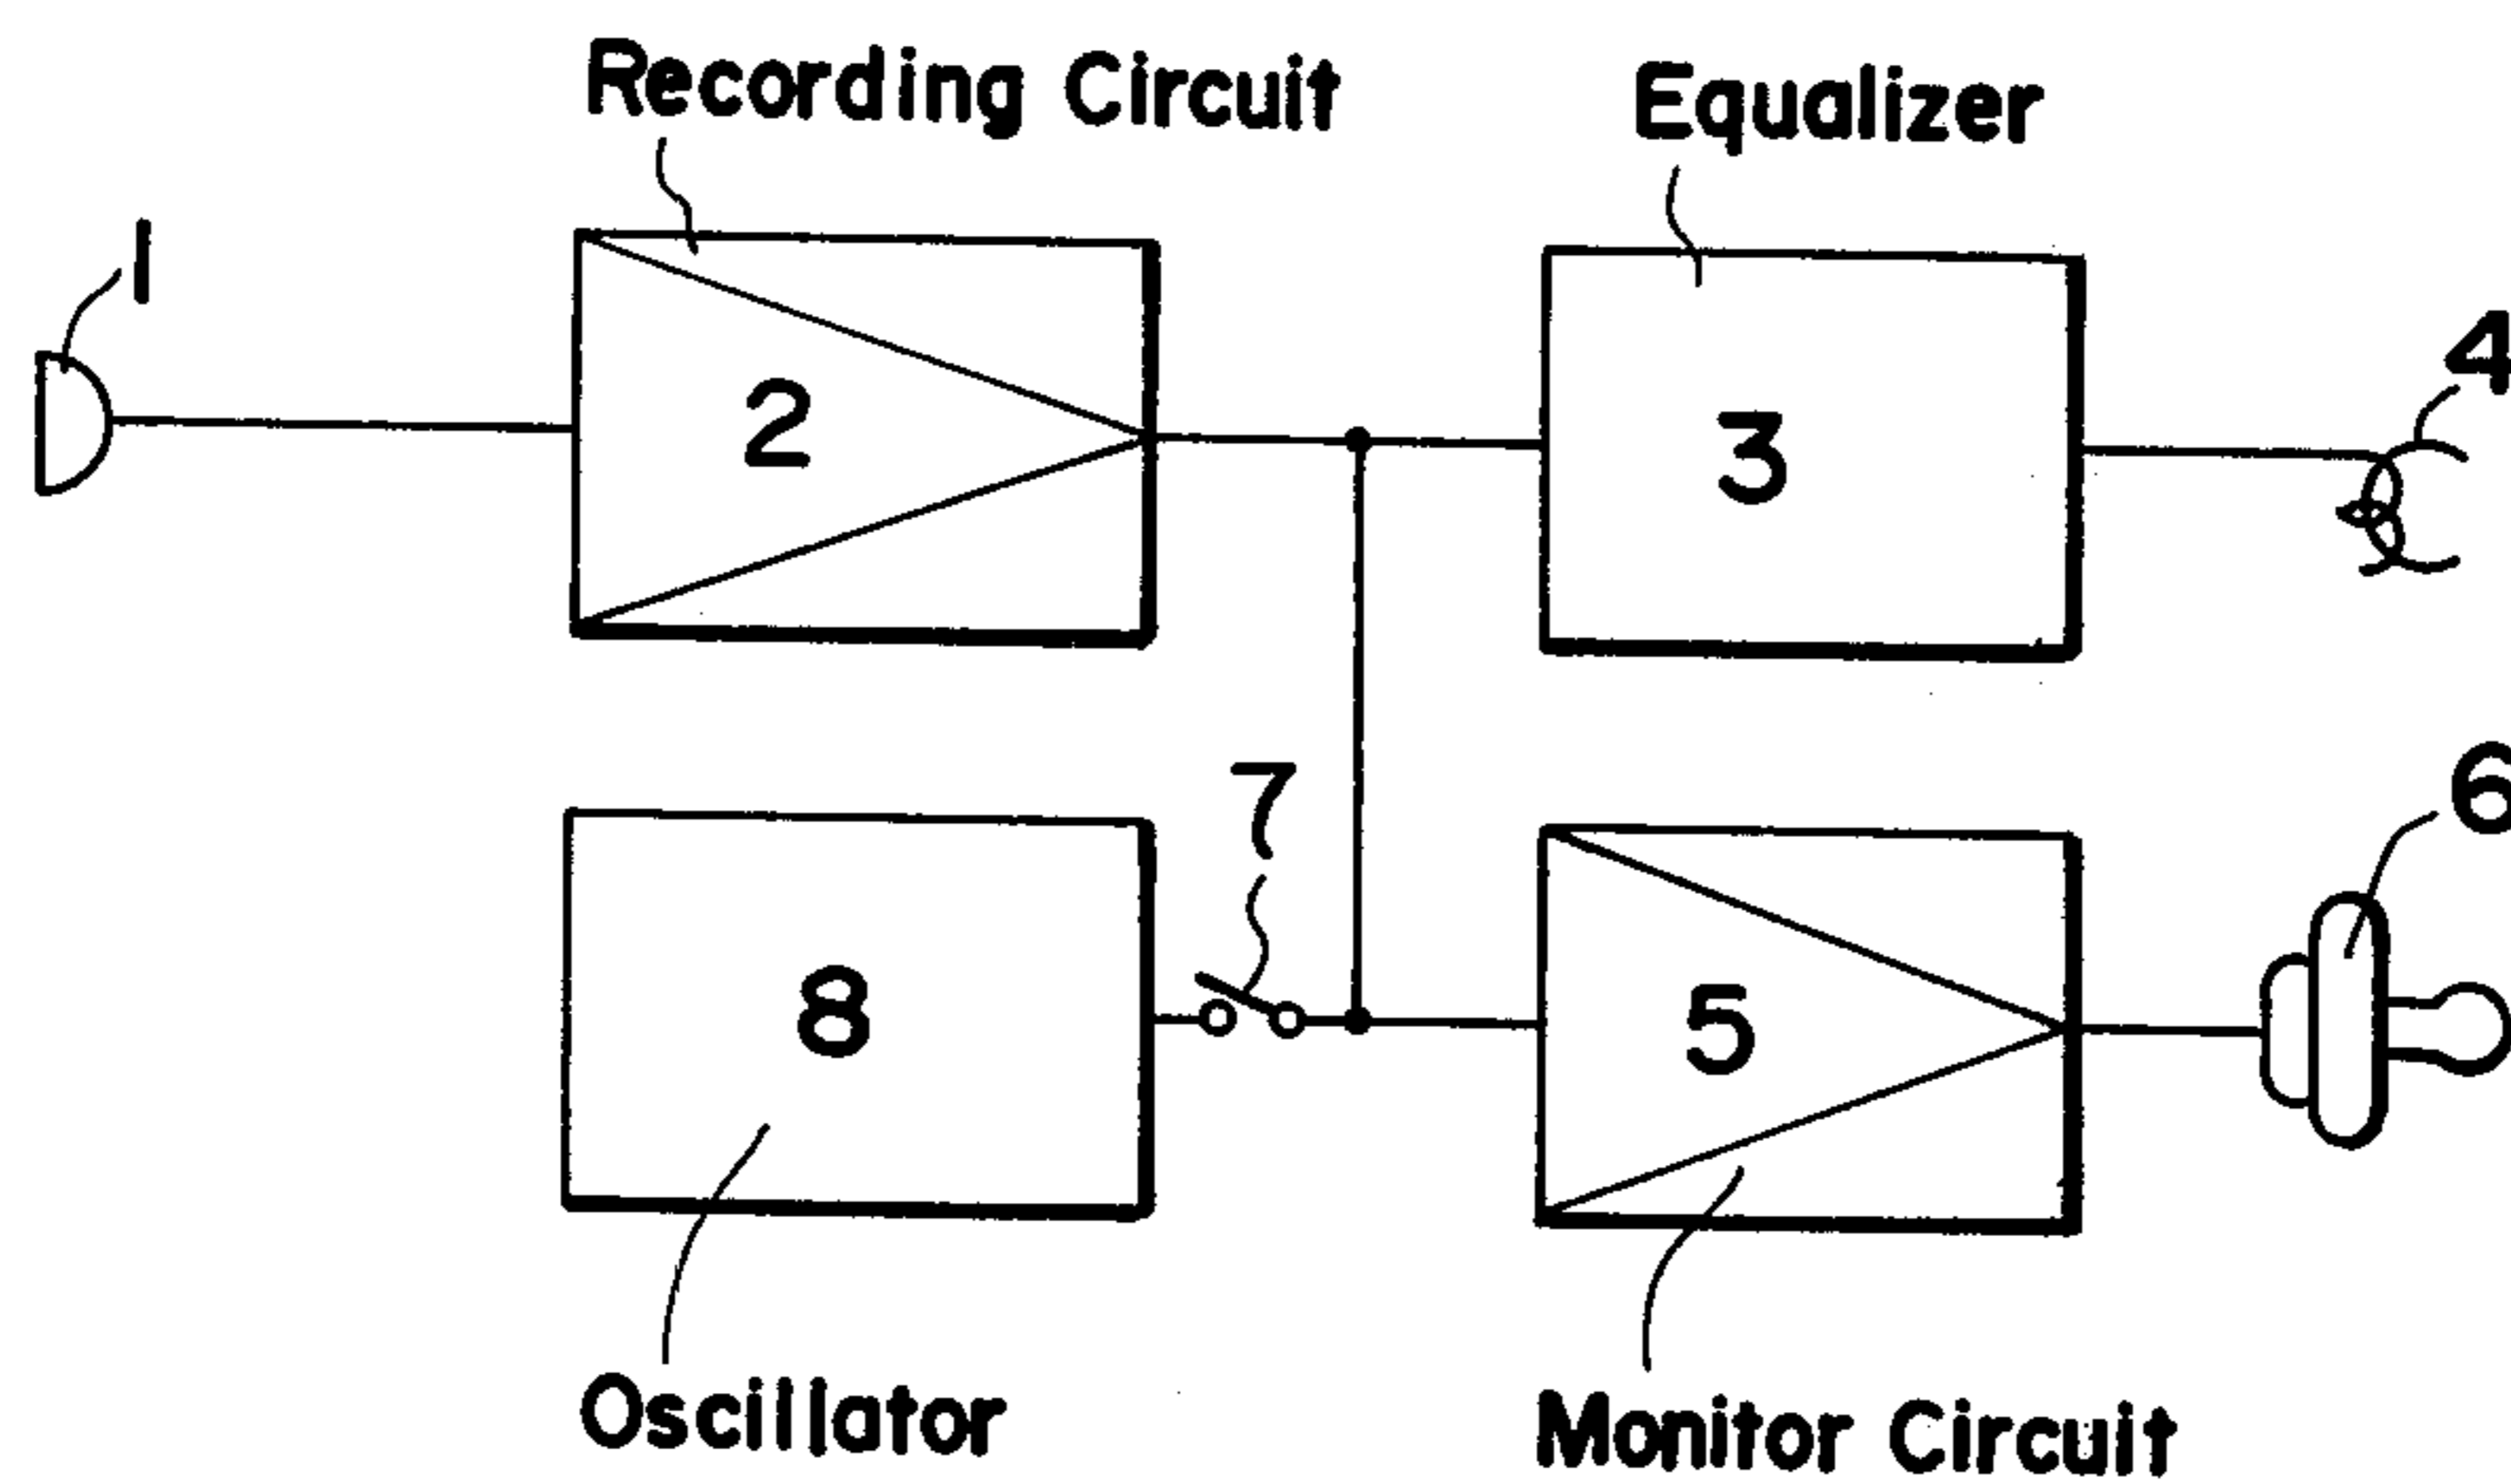 Recording Circuit
Equalizer
1
2
3
4
7
6
8
5
Oscillator
Monitor Circuit